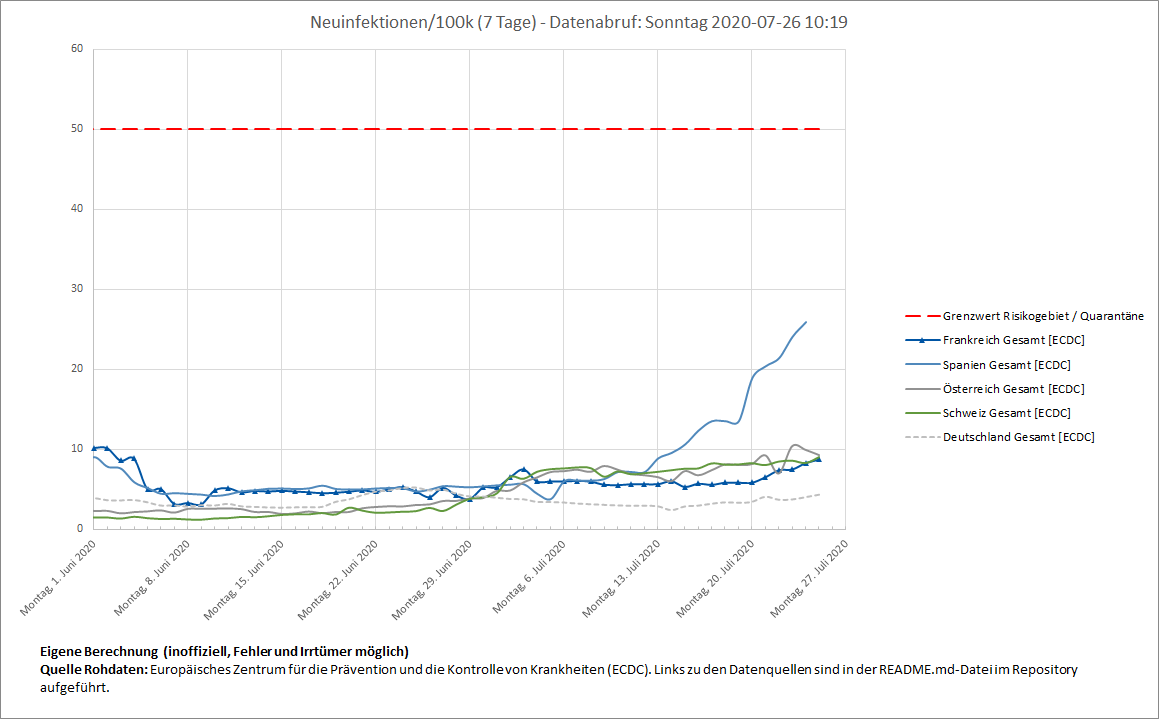 Neuinfektionen/100k (7 Tage) - Datenabruf: Sonntag 2020-07-26 10:19
60
50
40
30
20
10
0
Montag, 1. Juni 2020
Montag, 8. Juni 2020
Montag, 15. Juni 2020
Montag, 22. Juni 2020
Montag, 29. Juni 2020
Montag, 6. Juli 2020
Montag, 13. Juli 2020
Montag, 20. Juli 2020
Montag, 27. Juli 2020
Grenzwert Risikogebiet / Quarantäne
Frankreich Gesamt [ECDC]
Spanien Gesamt [ECDC]
Österreich Gesamt [ECDC]
Schweiz Gesamt [ECDC]
Deutschland Gesamt [ECDC]
Eigene Berechnung (inoffiziell, Fehler und Irrtümer möglich)
Quelle Rohdaten: Europäisches Zentrum für die Prävention und die Kontrolle von Krankheiten (ECDC). Links zu den Datenquellen sind in der README.md-Datei im Repository
aufgeführt.